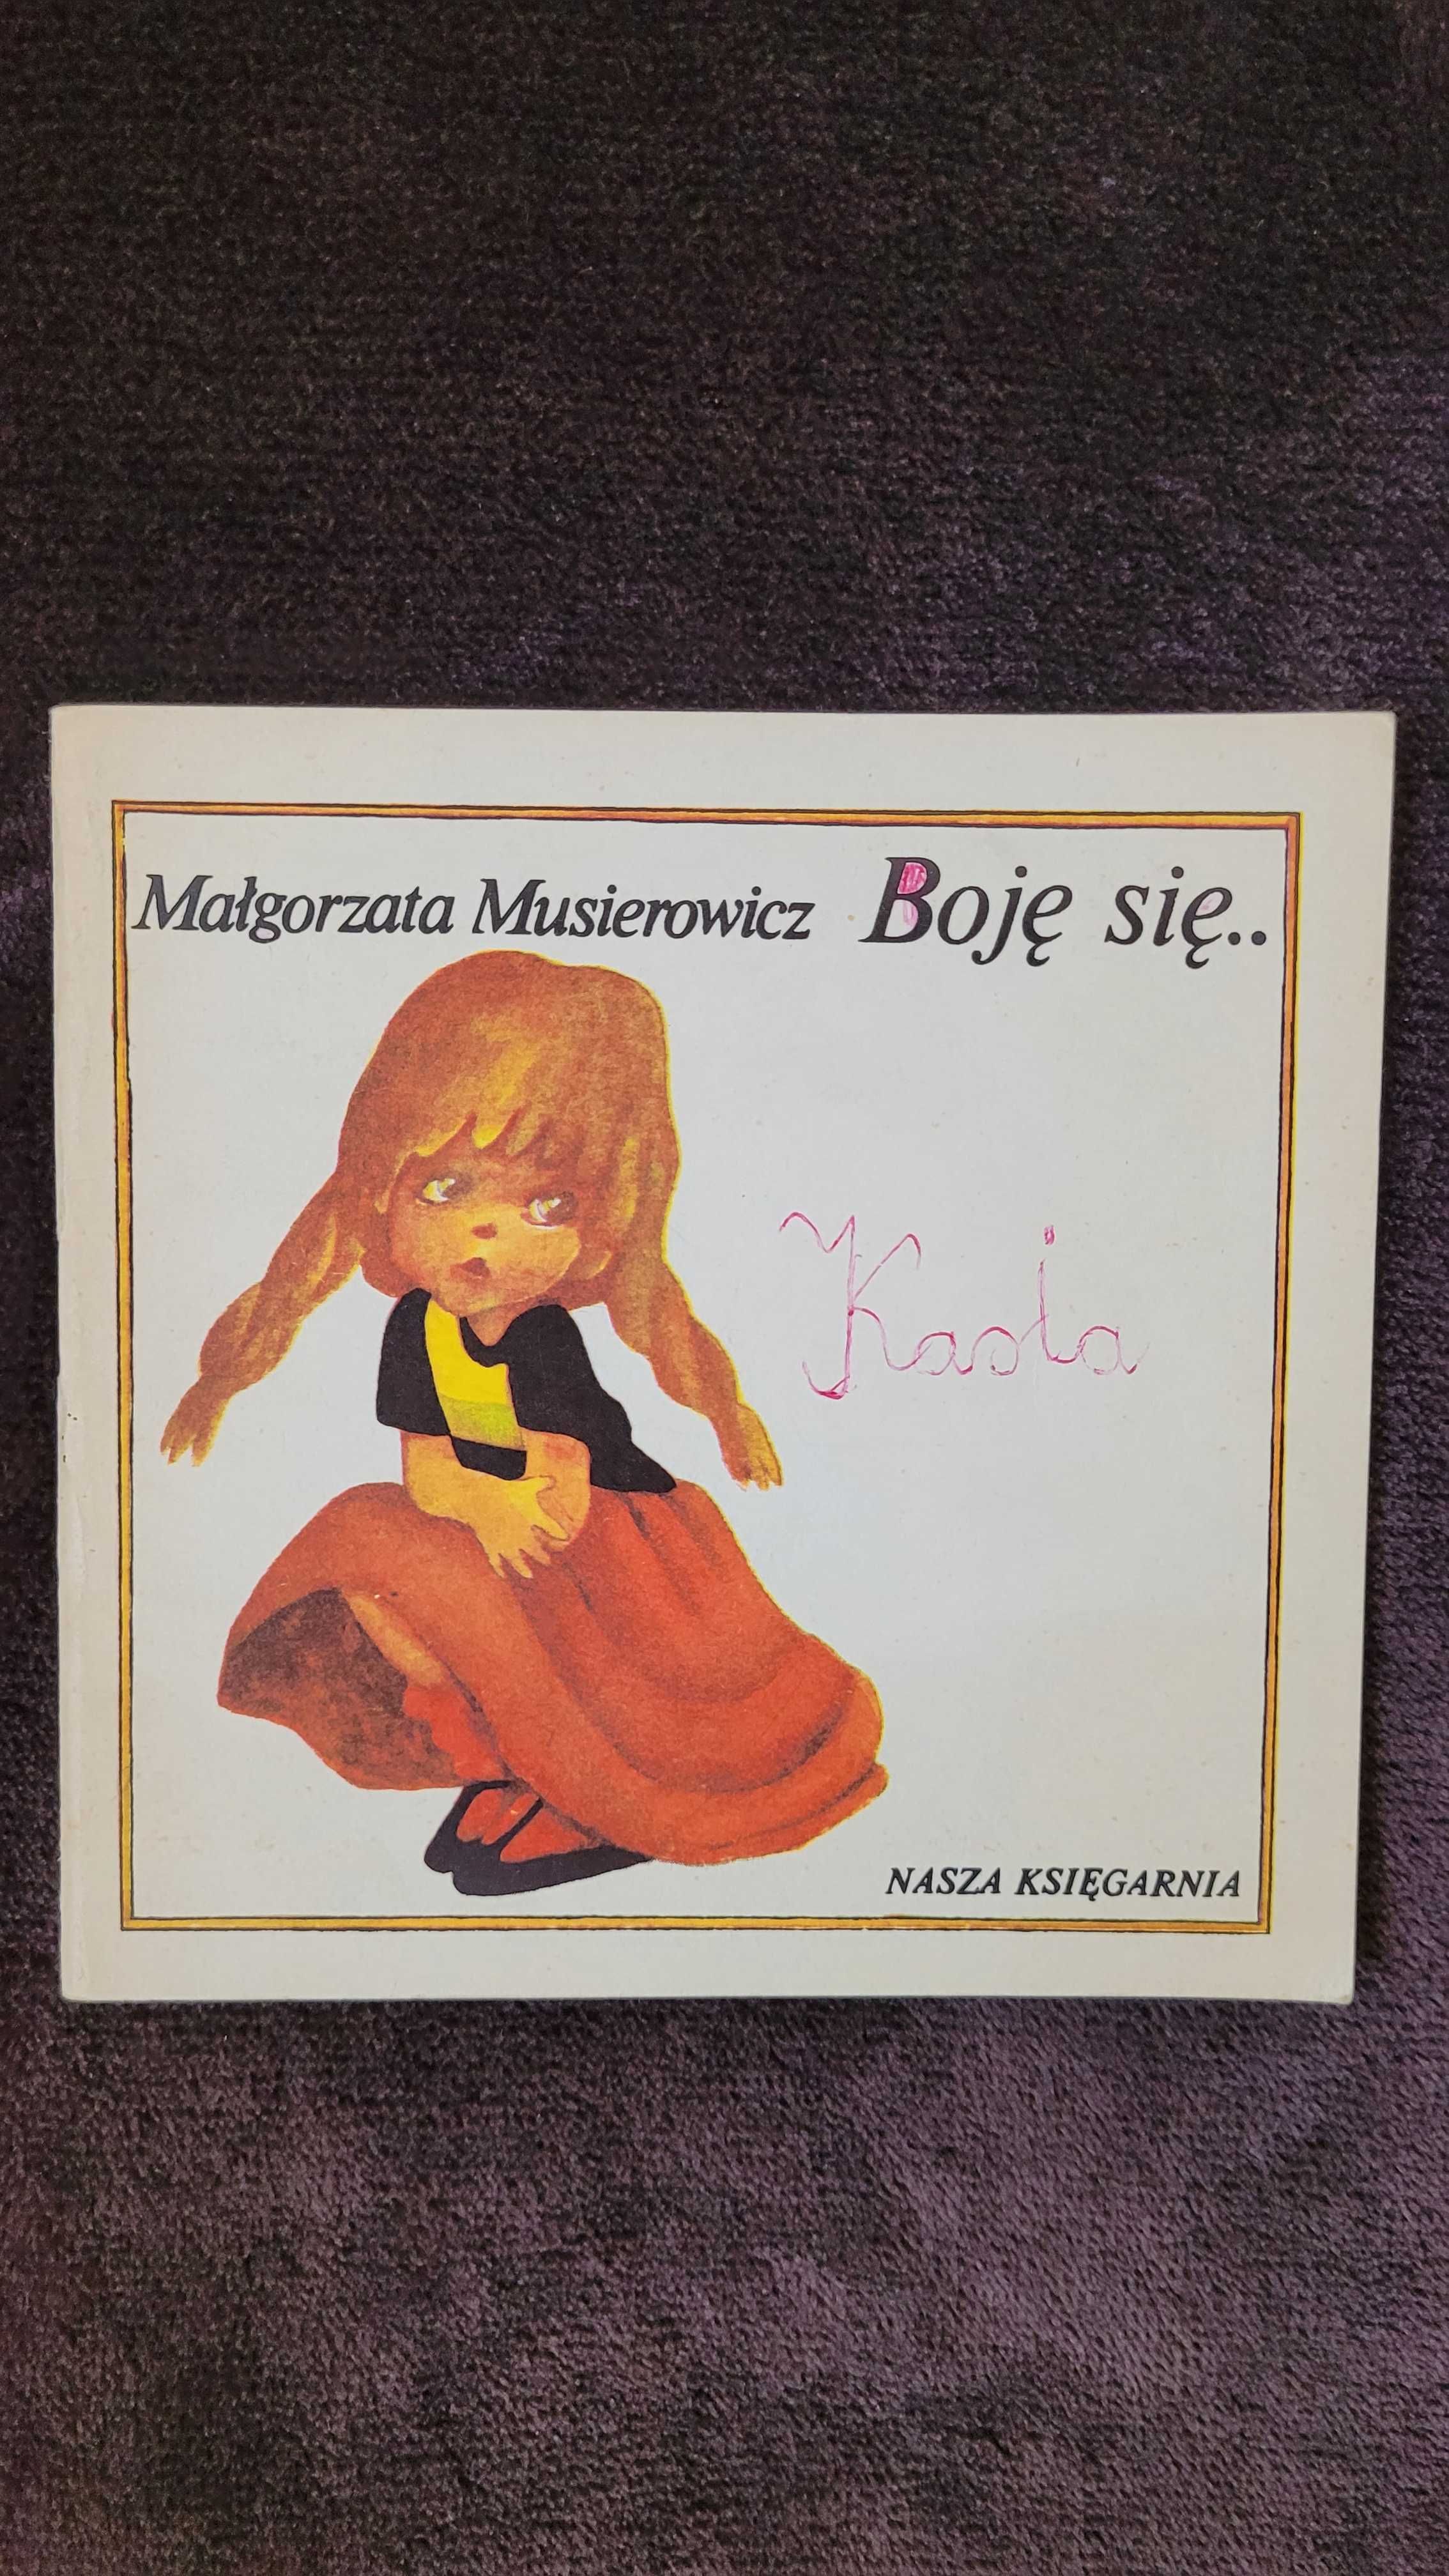 Małgorzata Musierowicz Boję się..
Kasia
NASZA KSIĘGARNIA